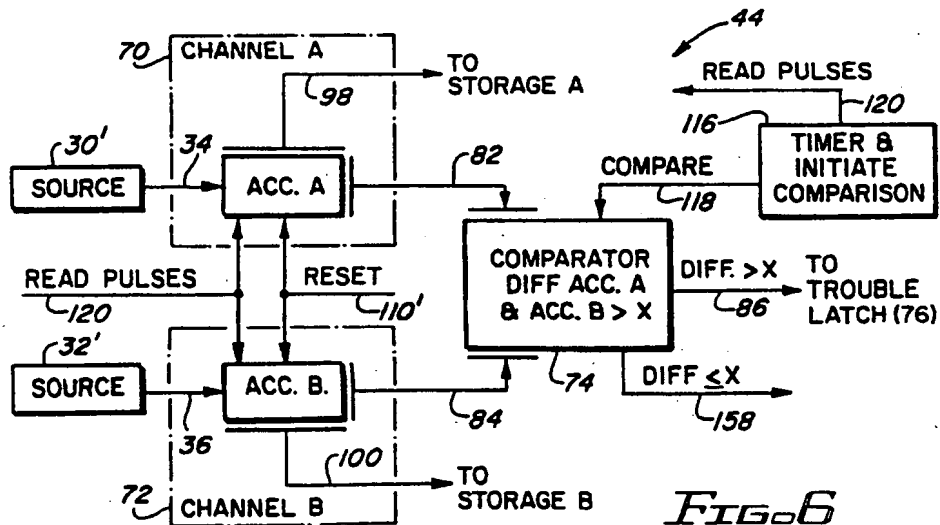 44
70
CHANNEL A
TO
STORAGE A
98
READ PULSES
120
116
TIMER &
INITIATE
COMPARISON
30'
SOURCE
34
ACC. A
82
COMPARE
118
COMPARATOR
DIFF ACC. A
& ACC. B > X
DIFF. > X
86
TO
TROUBLE
LATCH (76)
READ PULSES
120
RESET
110'
32'
SOURCE
36
ACC. B.
84
74
DIFF ≤ X
158
72
CHANNEL B
100
TO
STORAGE B
FIG. 6